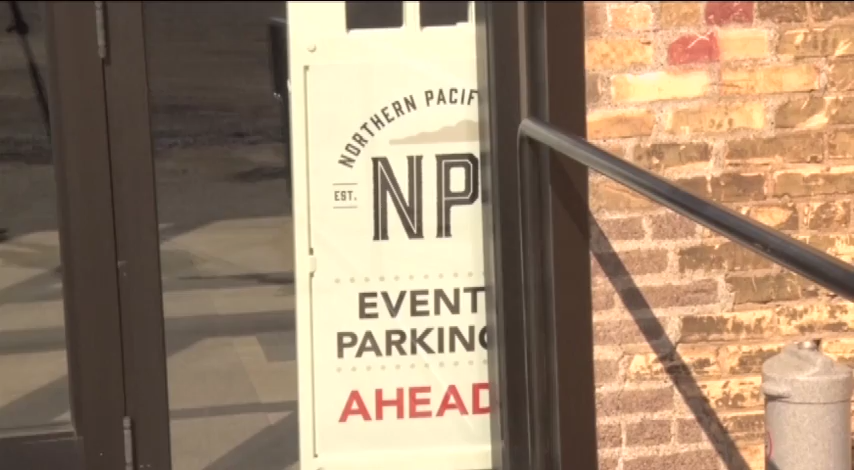 NORTHERN PACIF
EST.
NP
EVENT
PARKING
AHEAD